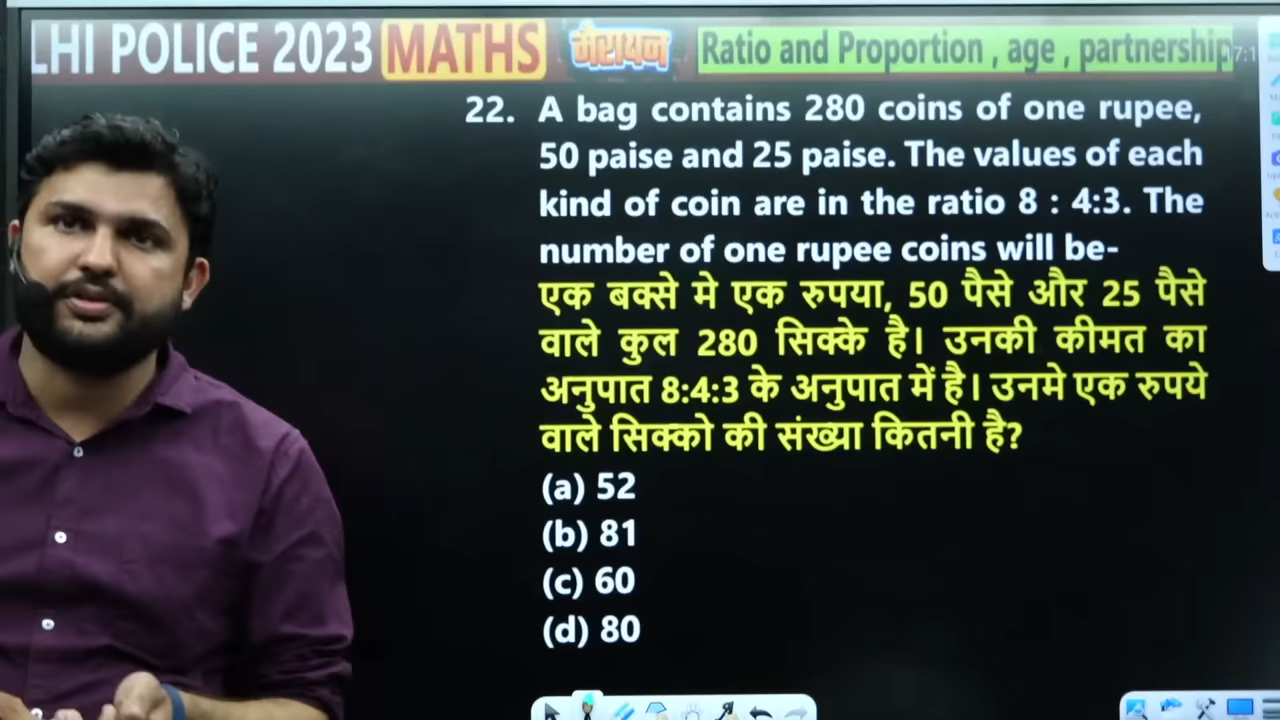 LHI POLICE 2023 MATHS मैराथन Ratio and Proportion , age , partnership
22. A bag contains 280 coins of one rupee,
50 paise and 25 paise. The values of each
kind of coin are in the ratio 8 : 4:3. The
number of one rupee coins will be-
एक बक्से मे एक रुपया, 50 पैसे और 25 पैसे
वाले कुल 280 सिक्के है। उनकी कीमत का
अनुपात 8:4:3 के अनुपात में है। उनमे एक रुपये
वाले सिक्को की संख्या कितनी है?
(a) 52
(b) 81
(c) 60
(d) 80